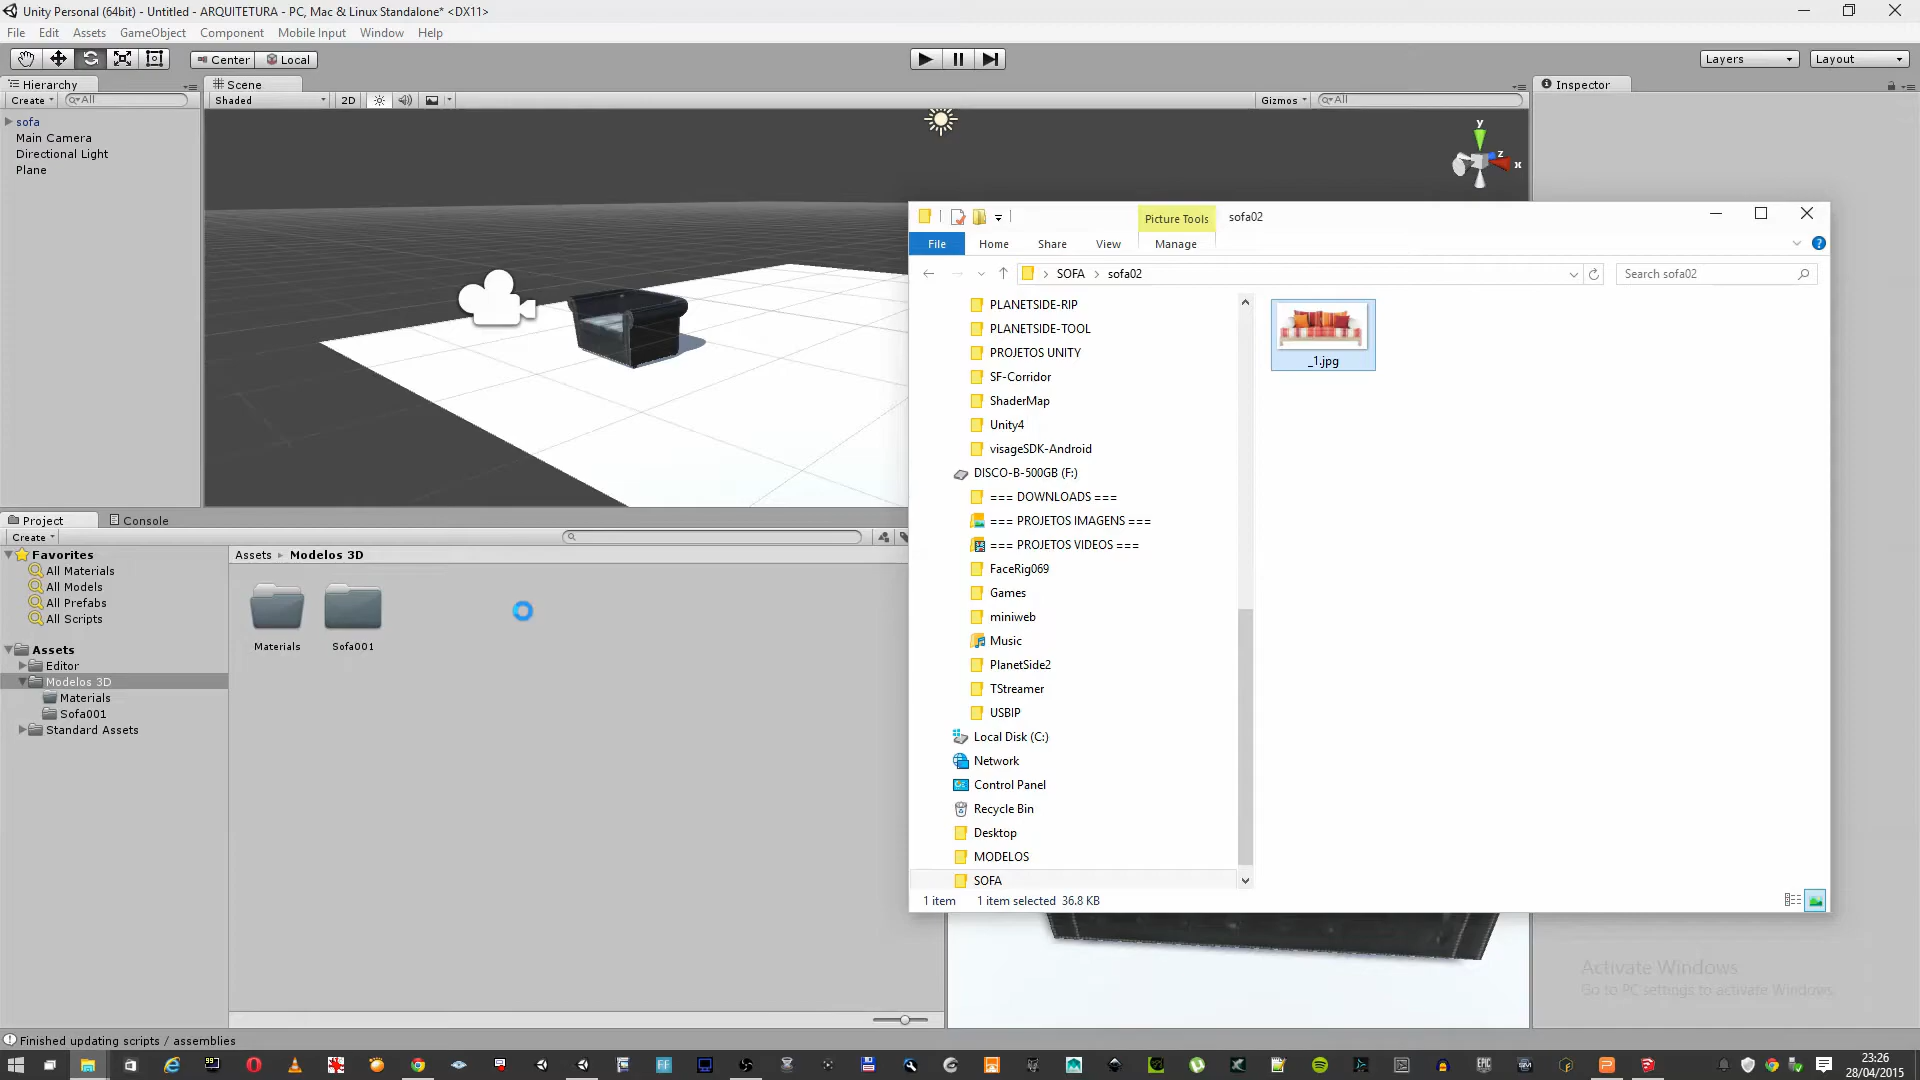 Unity Personal (64bit) - Untitled - ARQUITETURA - PC, Mac & Linux Standalone* <DX11>
File Edit Assets GameObject Component Mobile Input Window Help
Center Local Layers Layout
Hierarchy Scene Inspector
Create All Shaded 2D Gizmos All
sofa
Main Camera
Directional Light
Plane
y
z
x
Picture Tools sofa02
File Home Share View Manage
SOFA sofa02 Search sofa02
PLANETSIDE-RIP
PLANETSIDE-TOOL
PROJETOS UNITY
SF-Corridor
ShaderMap
Unity4
visageSDK-Android
DISCO-B-500GB (F:)
=== DOWNLOADS ===
=== PROJETOS IMAGENS ===
=== PROJETOS VIDEOS ===
FaceRig069
Games
miniweb
Music
PlanetSide2
TStreamer
USBIP
Local Disk (C:)
Network
Control Panel
Recycle Bin
Desktop
MODELOS
SOFA
_1.jpg
1 item 1 item selected 36.8 KB
Project Console
Create
Favorites
All Materials
All Models
All Prefabs
All Scripts
Assets
Editor
Modelos 3D
Materials
Sofa001
Standard Assets
Assets Modelos 3D
Materials Sofa001
Activate Windows
Go to PC settings to activate Windows.
Finished updating scripts / assemblies
23:26
28/04/2015